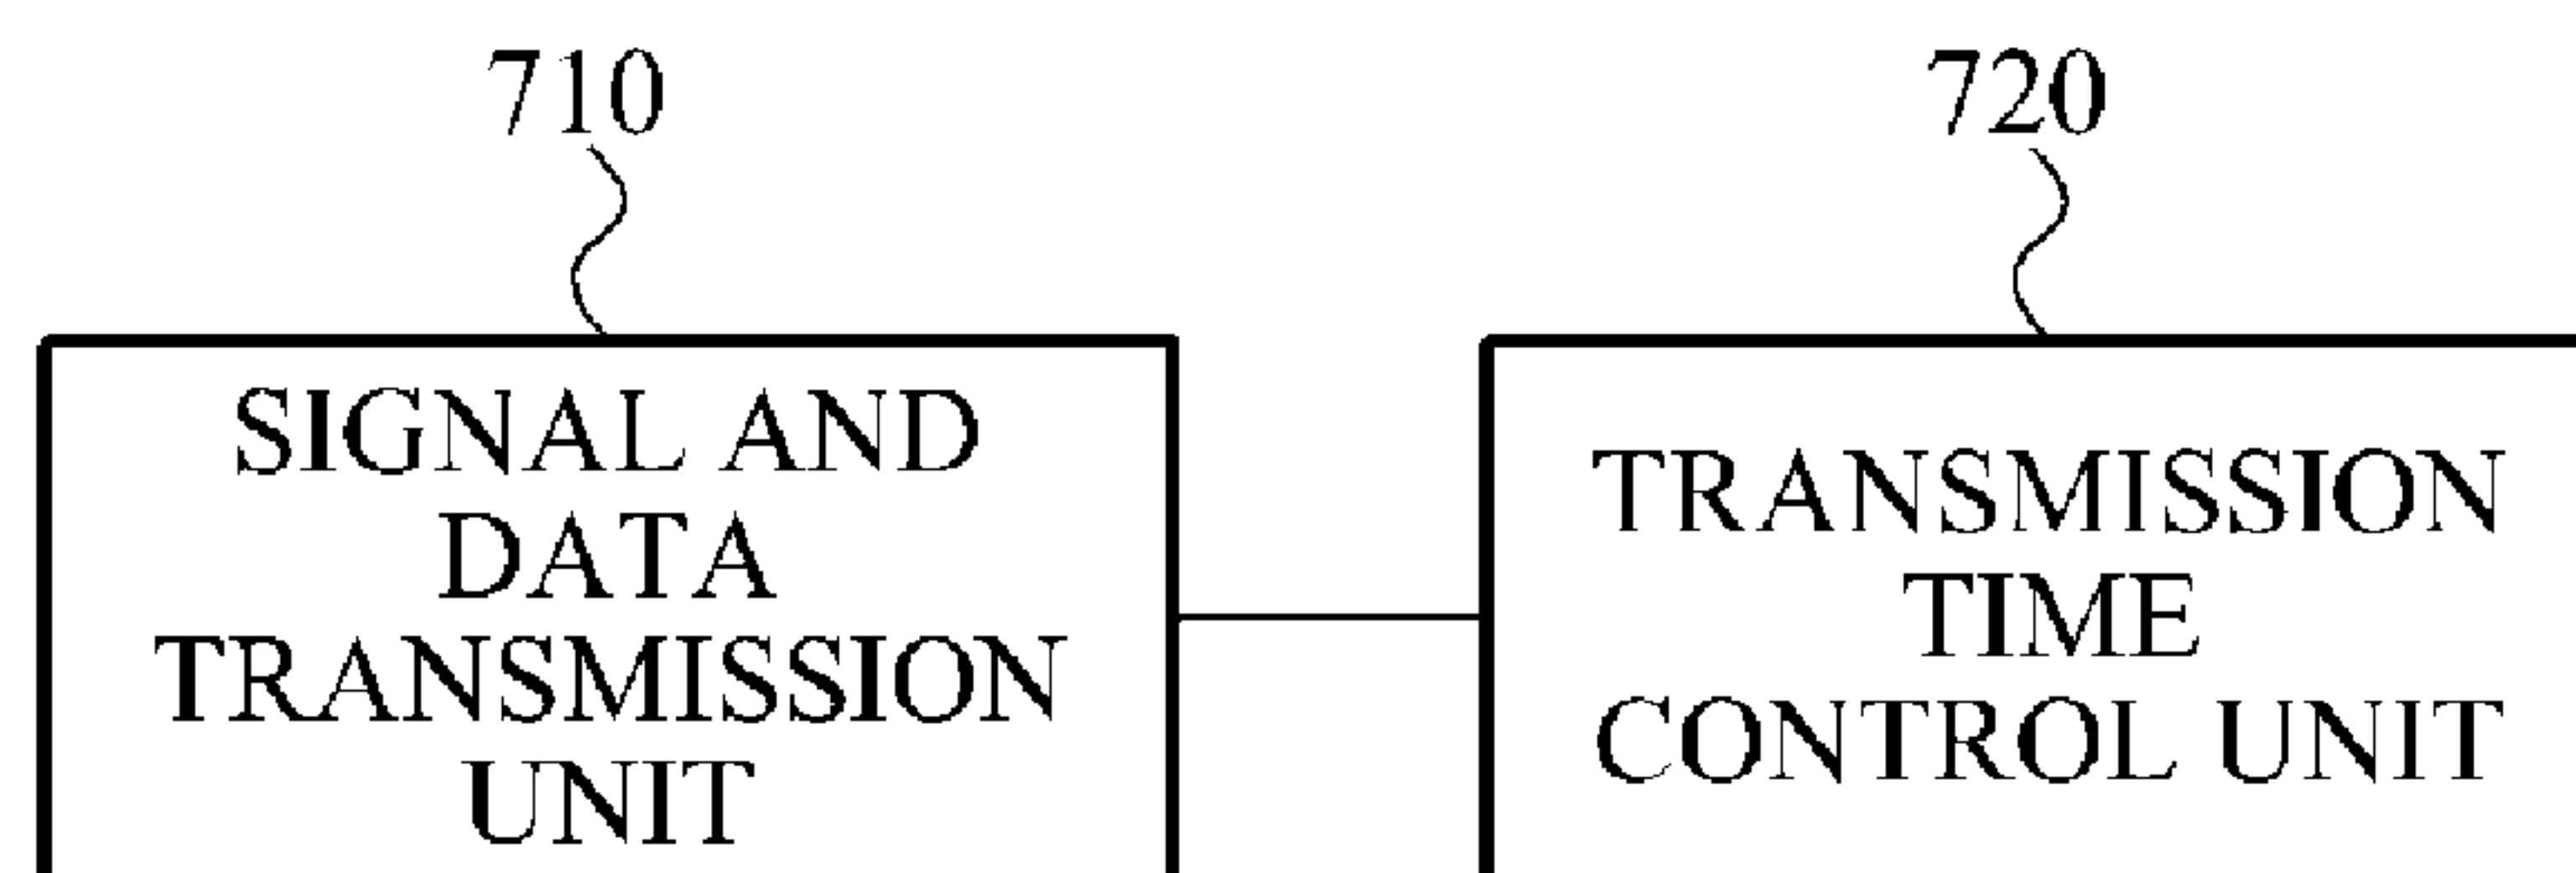 710
720
SIGNAL AND
DATA
TRANSMISSION
UNIT
TRANSMISSION
TIME
CONTROL UNIT